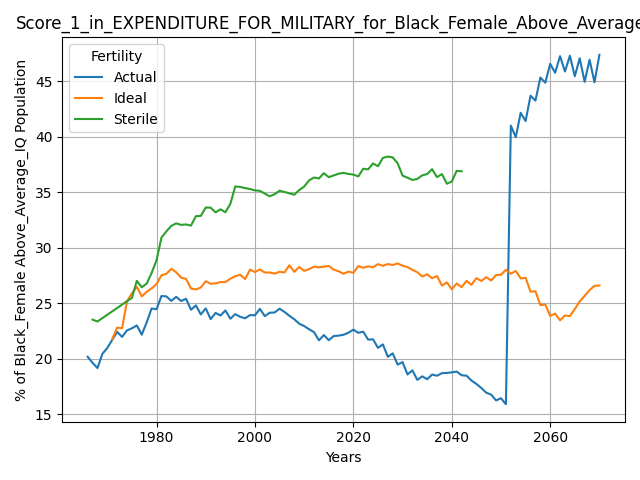 Score_1_in_EXPENDITURE_FOR_MILITARY_for_Black_Female_Above_Average
Fertility
Actual
Ideal
Sterile
% of Black_Female Above_Average_IQ Population
45
40
35
30
25
20
15
1980
2000
2020
2040
2060
Years